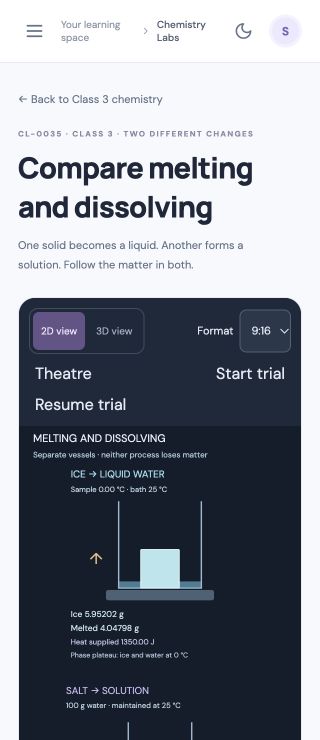 Your learning space
Chemistry Labs
S
← Back to Class 3 chemistry
CL-0035 · CLASS 3 · TWO DIFFERENT CHANGES
Compare melting
and dissolving
One solid becomes a liquid. Another forms a
solution. Follow the matter in both.
2D view
3D view
Format
9:16
Theatre
Start trial
Resume trial
MELTING AND DISSOLVING
Separate vessels · neither process loses matter
ICE → LIQUID WATER
Sample 0.00 °C · bath 25 °C
Ice 5.95202 g
Melted 4.04798 g
Heat supplied 1350.00 J
Phase plateau: ice and water at 0 °C
SALT → SOLUTION
100 g water · maintained at 25 °C